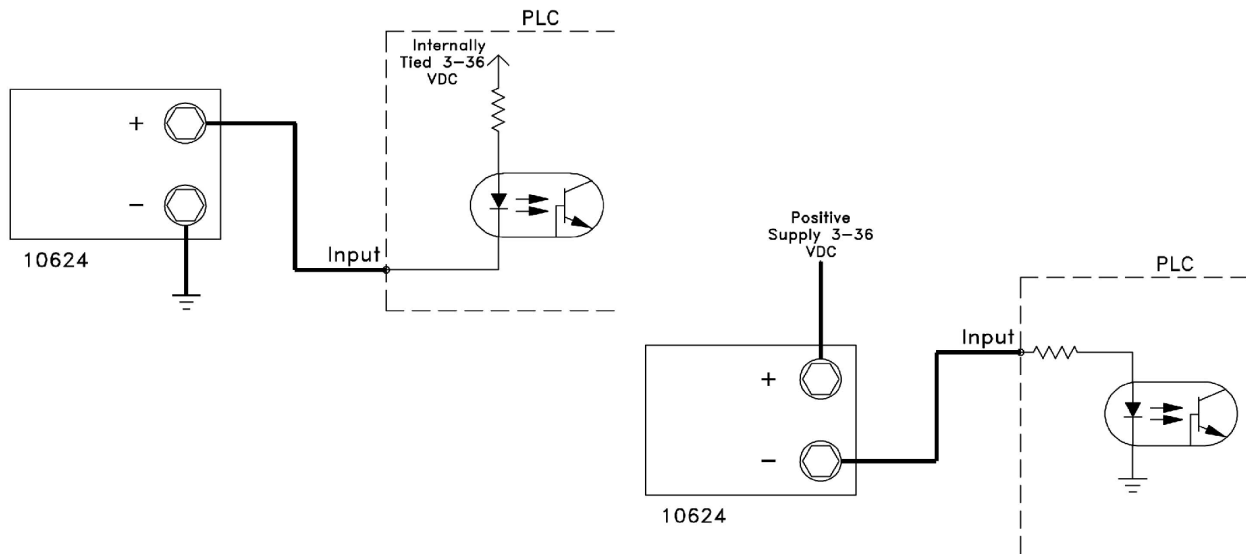 PLC
Internally
Tied 3-36
VDC
+
−
Input
10624
Positive
Supply 3-36
VDC
PLC
Input
+
−
10624